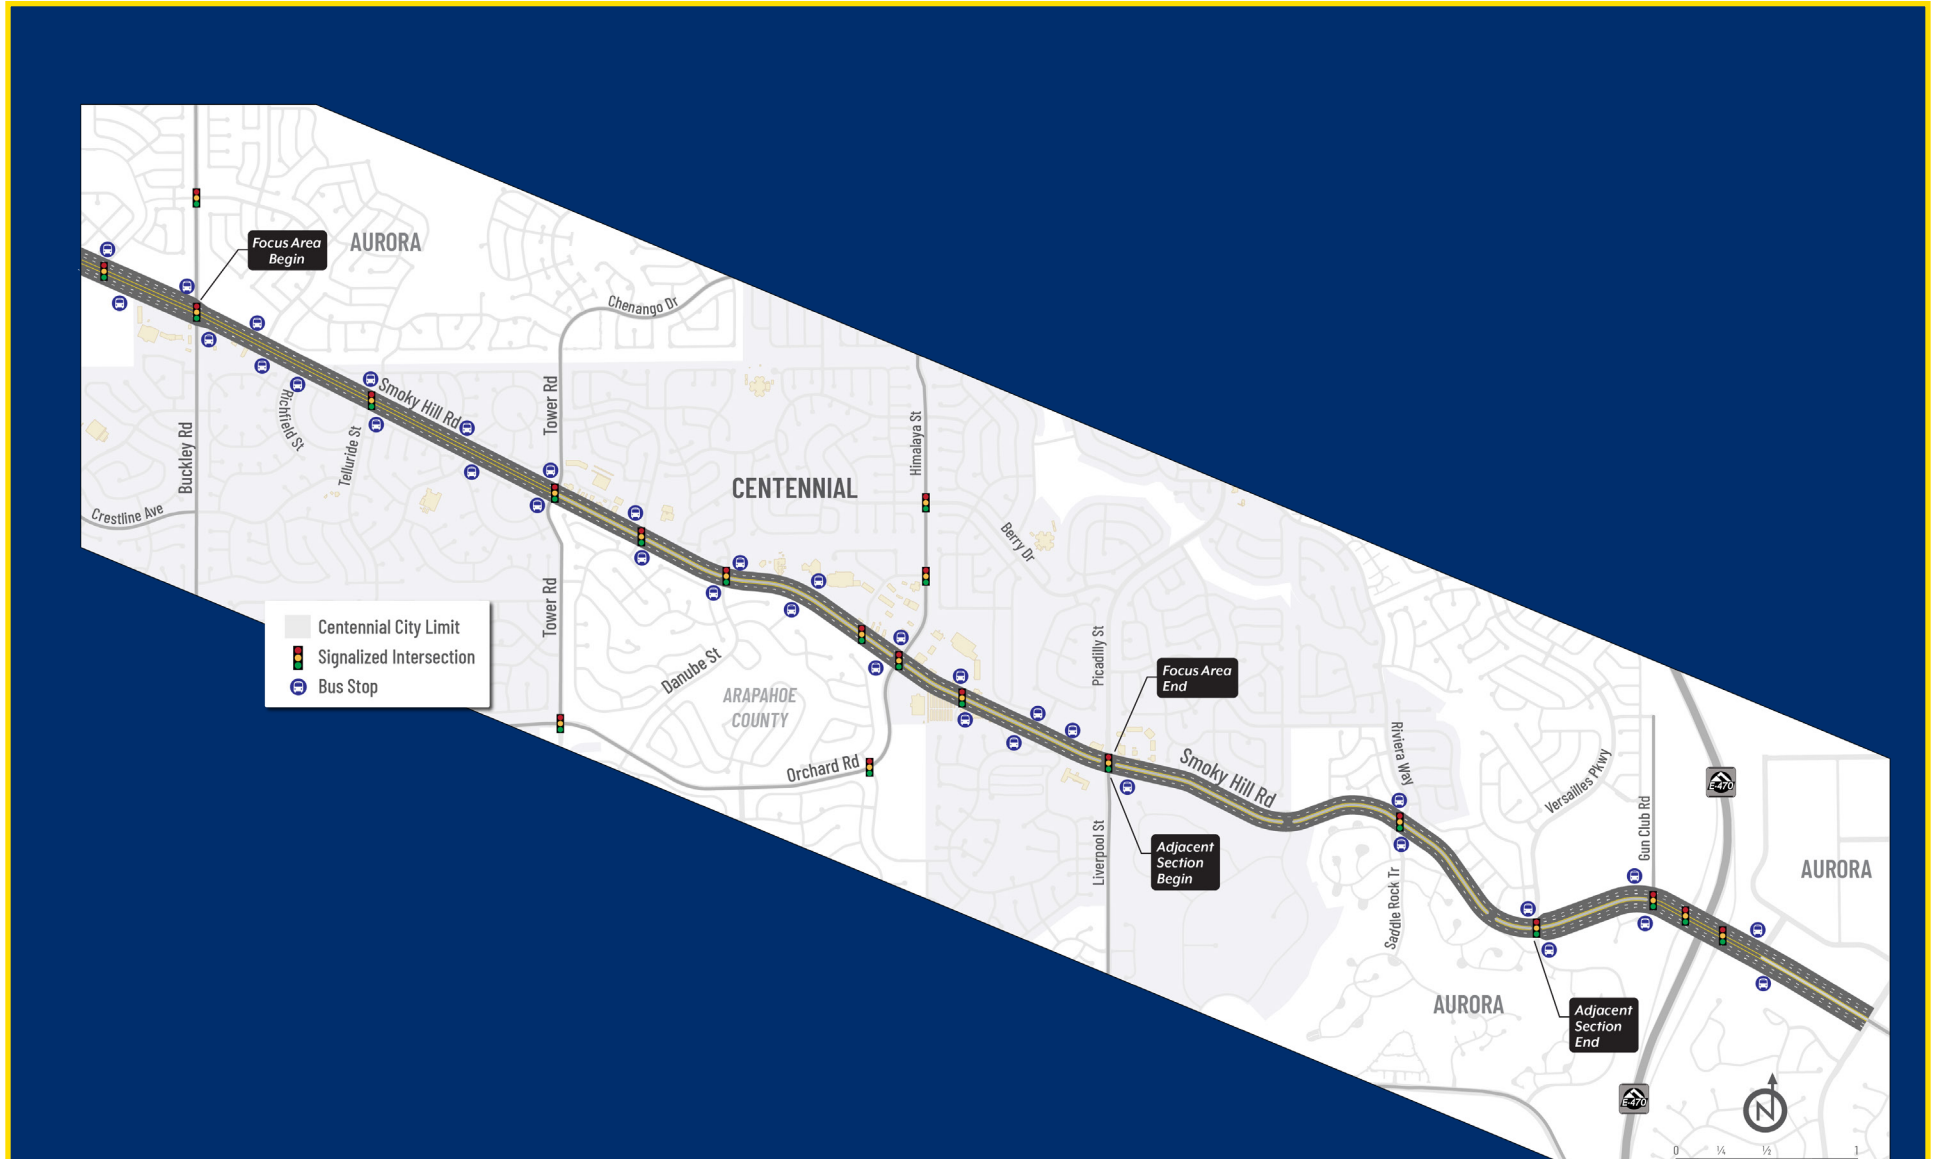 Focus Area
Begin
AURORA
Chenango Dr
Smoky Hill Rd
Richfield St
Telluride St
Buckley Rd
Crestline Ave
Tower Rd
Himalaya St
CENTENNIAL
Berry Dr
Tower Rd
Centennial City Limit
Signalized Intersection
Bus Stop
Danube St
ARAPAHOE
COUNTY
Orchard Rd
Picadilly St
Focus Area
End
Smoky Hill Rd
Riviera Way
Versailles Pkwy
Gun Club Rd
E-470
Liverpool St
Adjacent
Section
Begin
Saddle Rock Tr
AURORA
AURORA
Adjacent
Section
End
E-470
N
0 ¼ ½ 1